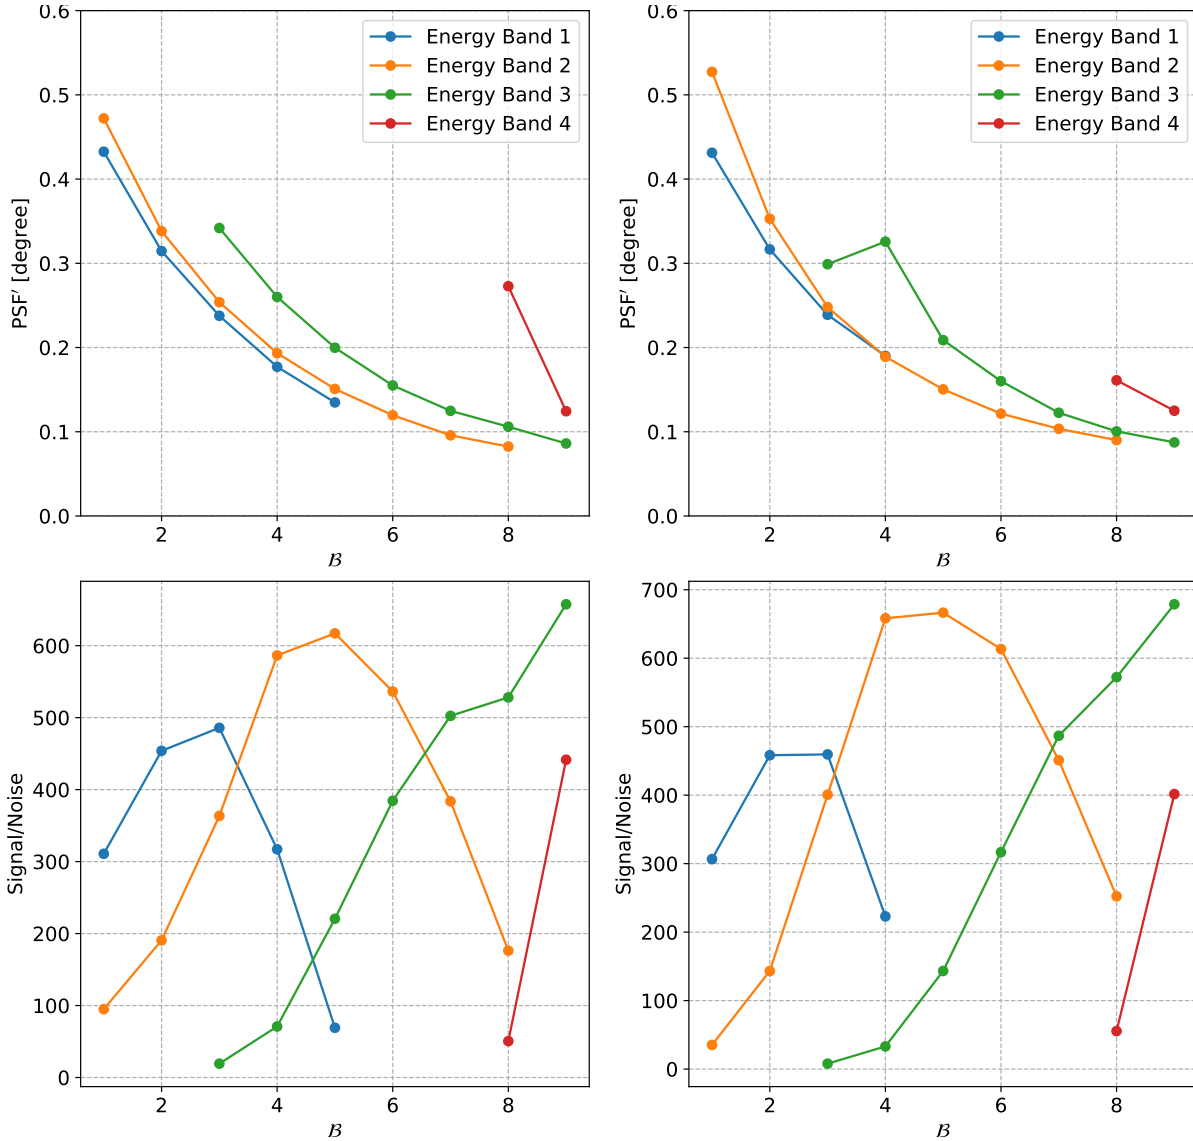 0.6
0.5
0.4
0.3
0.2
0.1
0.0
PSF′ [degree]
Energy Band 1
Energy Band 2
Energy Band 3
Energy Band 4
2 4 6 8
ℬ
0.6
0.5
0.4
0.3
0.2
0.1
0.0
PSF′ [degree]
Energy Band 1
Energy Band 2
Energy Band 3
Energy Band 4
2 4 6 8
ℬ
600
500
400
300
200
100
0
Signal/Noise
2 4 6 8
ℬ
700
600
500
400
300
200
100
0
Signal/Noise
2 4 6 8
ℬ